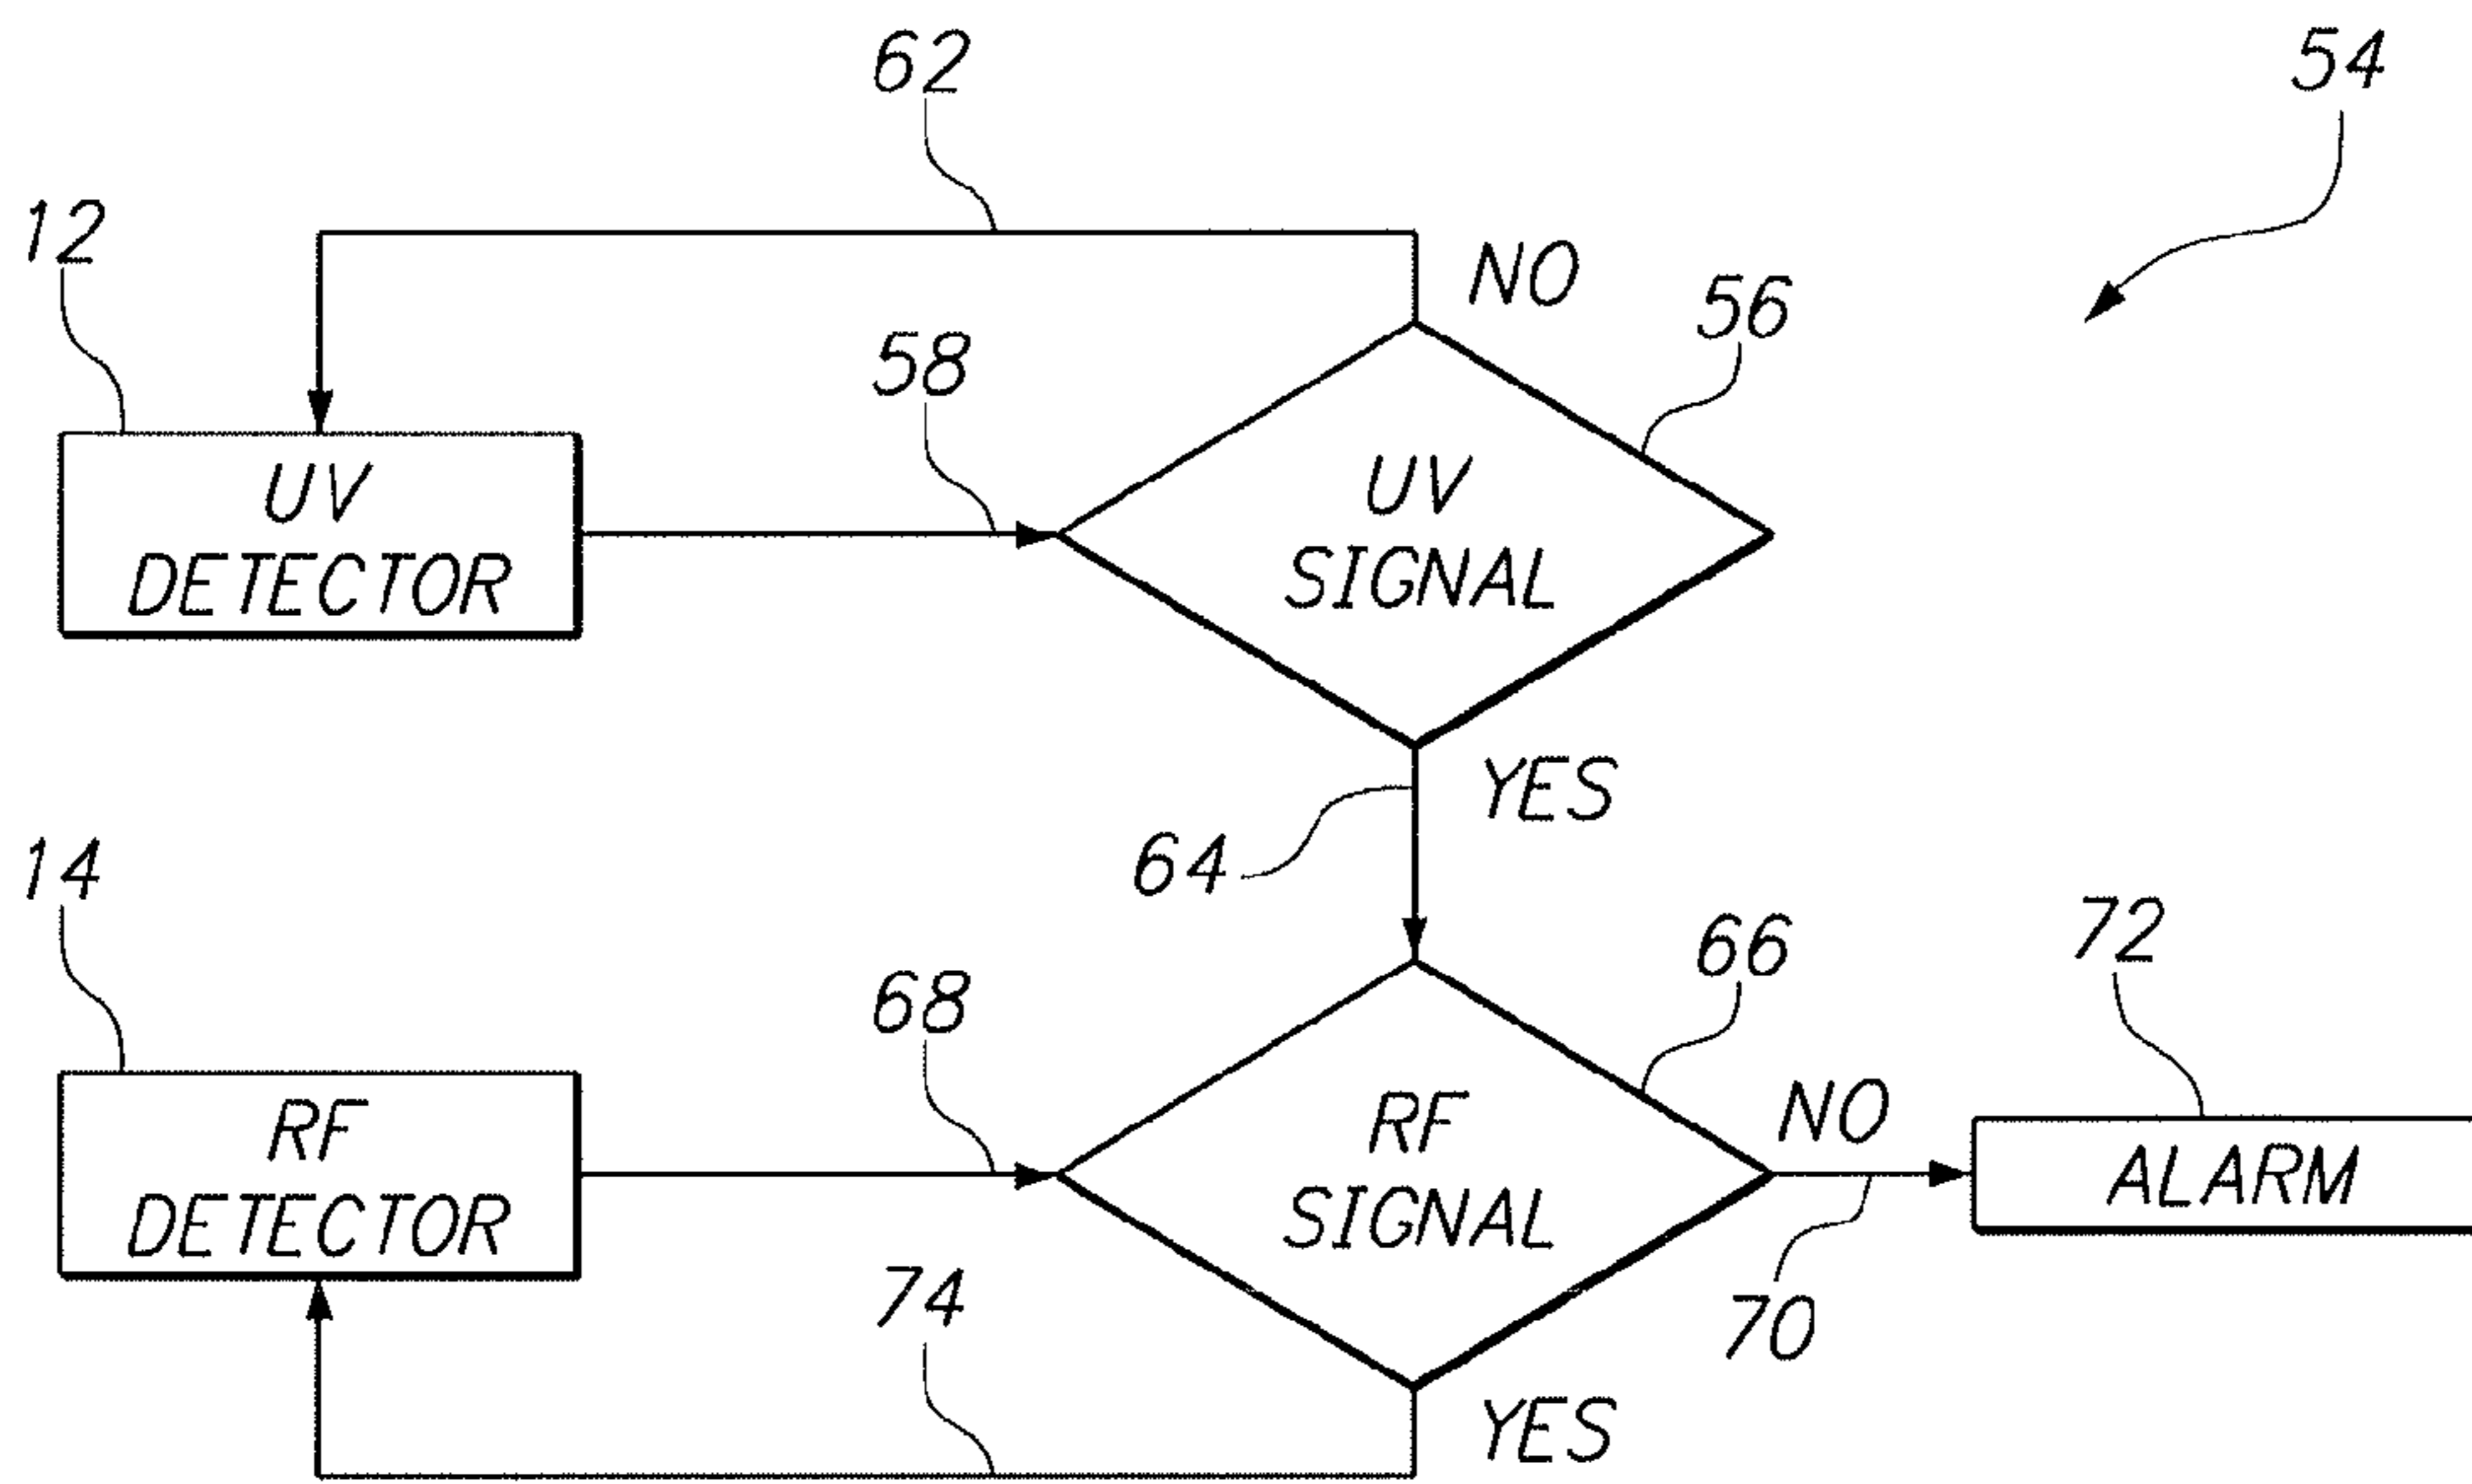 62
54
12
NO
56
58
UV
DETECTOR
UV
SIGNAL
YES
64
14
66
72
68
NO
RF
DETECTOR
RF
SIGNAL
ALARM
74
70
YES